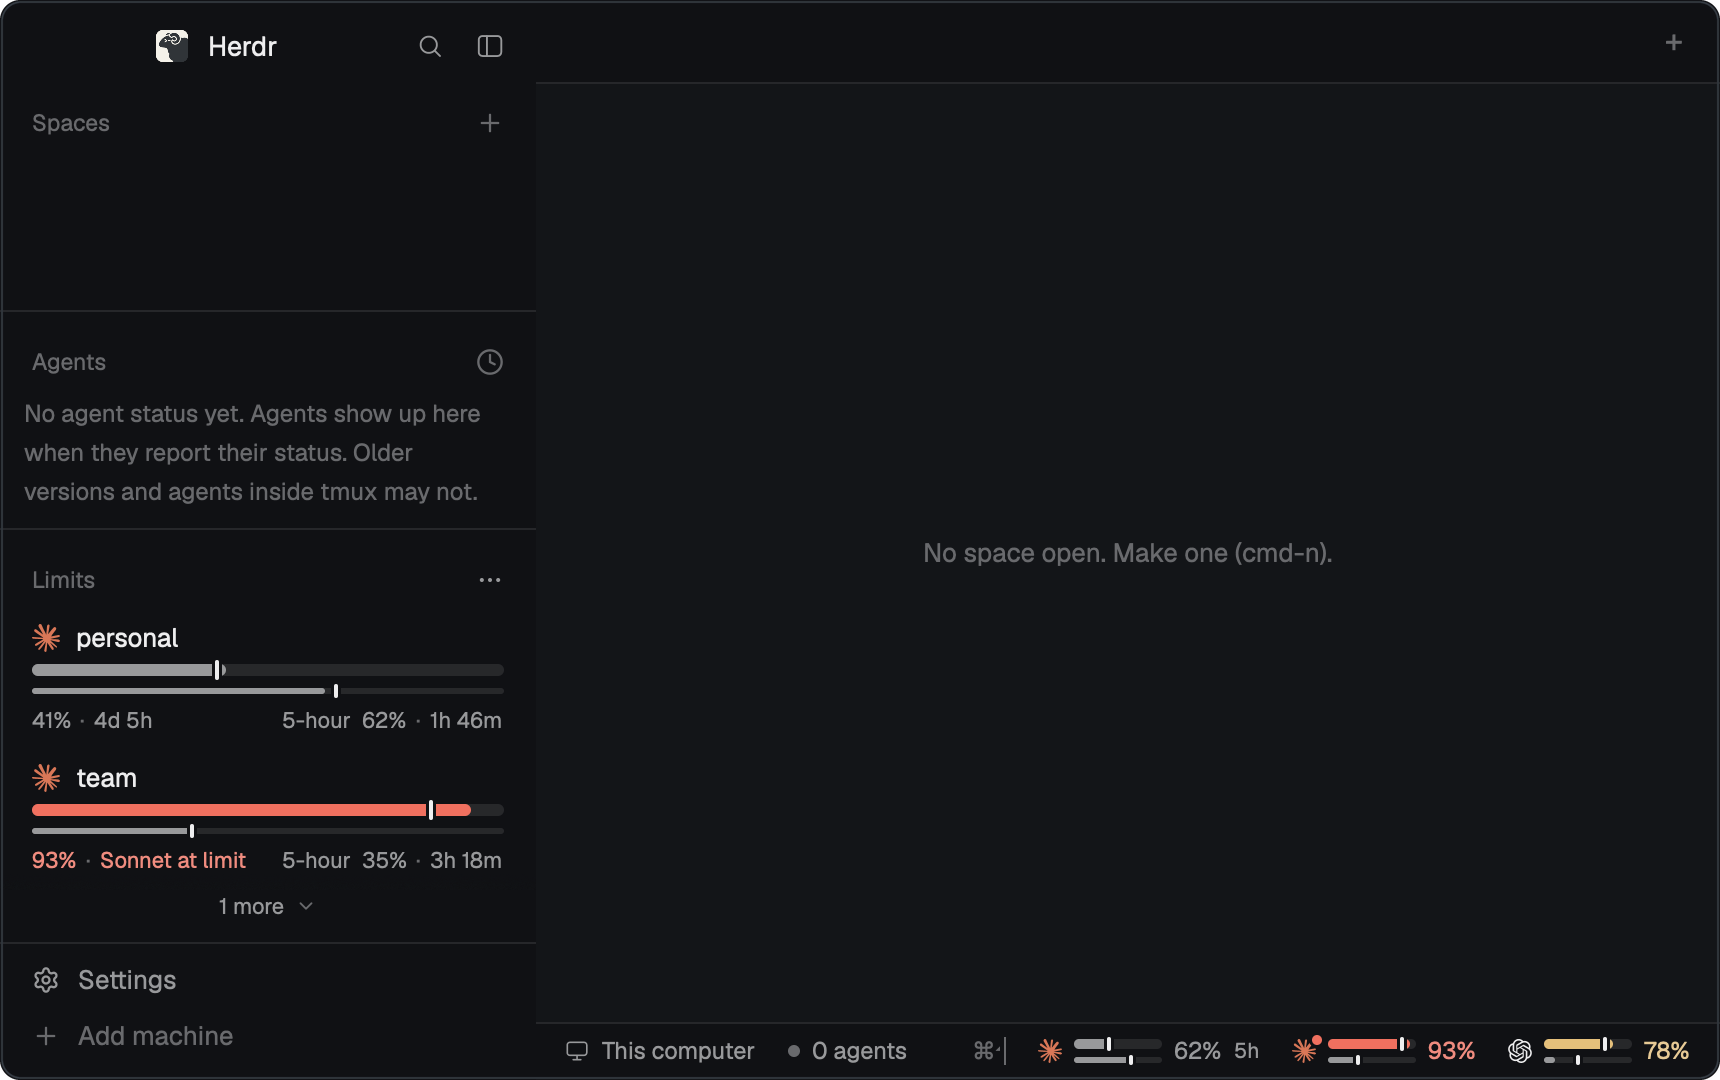 Herdr
Spaces
Agents
No agent status yet. Agents show up here
when they report their status. Older
versions and agents inside tmux may not.
Limits
personal
41% · 4d 5h 5-hour 62% · 1h 46m
team
93% · Sonnet at limit 5-hour 35% · 3h 18m
1 more
Settings
Add machine
No space open. Make one (cmd-n).
This computer 0 agents ⌘ 62% 5h 93% 78%